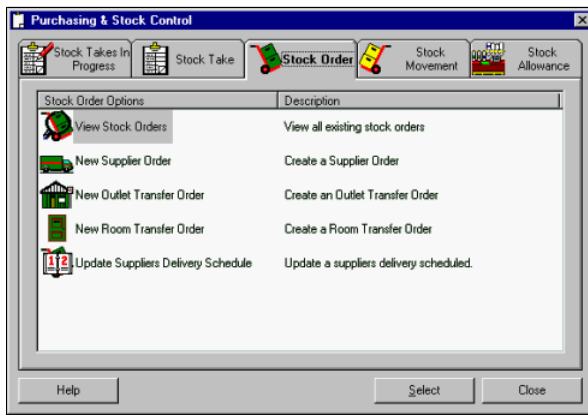 Purchasing & Stock Control
Stock Takes In
Progress
Stock Take
Stock Order
Stock
Movement
Stock
Allowance
Stock Order Options
Description
View Stock Orders
View all existing stock orders
New Supplier Order
Create a Supplier Order
New Outlet Transfer Order
Create an Outlet Transfer Order
New Room Transfer Order
Create a Room Transfer Order
1 2
Update Suppliers Delivery Schedule
Update a suppliers delivery scheduled.
Help
Select
Close